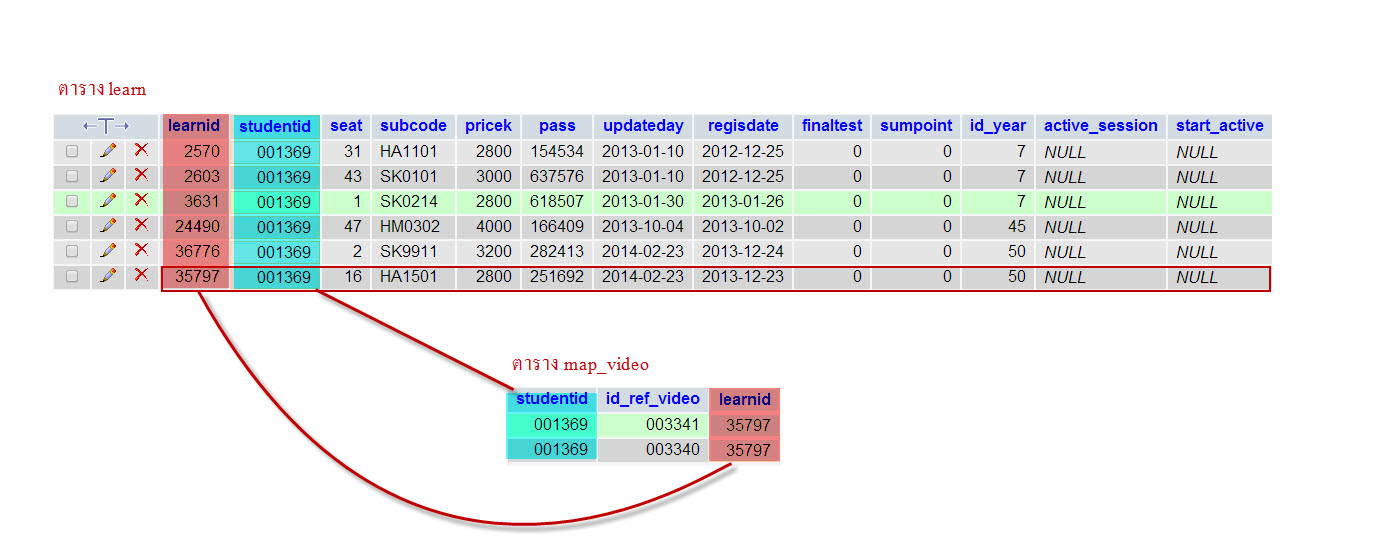 ตาราง learn
learnid studentid seat subcode pricek pass updateday regisdate finaltest sumpoint id_year active_session start_active
2570 001369 31 HA1101 2800 154534 2013-01-10 2012-12-25 0 0 7 NULL NULL
2603 001369 43 SK0101 3000 637576 2013-01-10 2012-12-25 0 0 7 NULL NULL
3631 001369 1 SK0214 2800 618507 2013-01-30 2013-01-26 0 0 7 NULL NULL
24490 001369 47 HM0302 4000 166409 2013-10-04 2013-10-02 0 0 45 NULL NULL
36776 001369 2 SK9911 3200 282413 2014-02-23 2013-12-24 0 0 50 NULL NULL
35797 001369 16 HA1501 2800 251692 2014-02-23 2013-12-23 0 0 50 NULL NULL
ตาราง map_video
studentid id_ref_video learnid
001369 003341 35797
001369 003340 35797